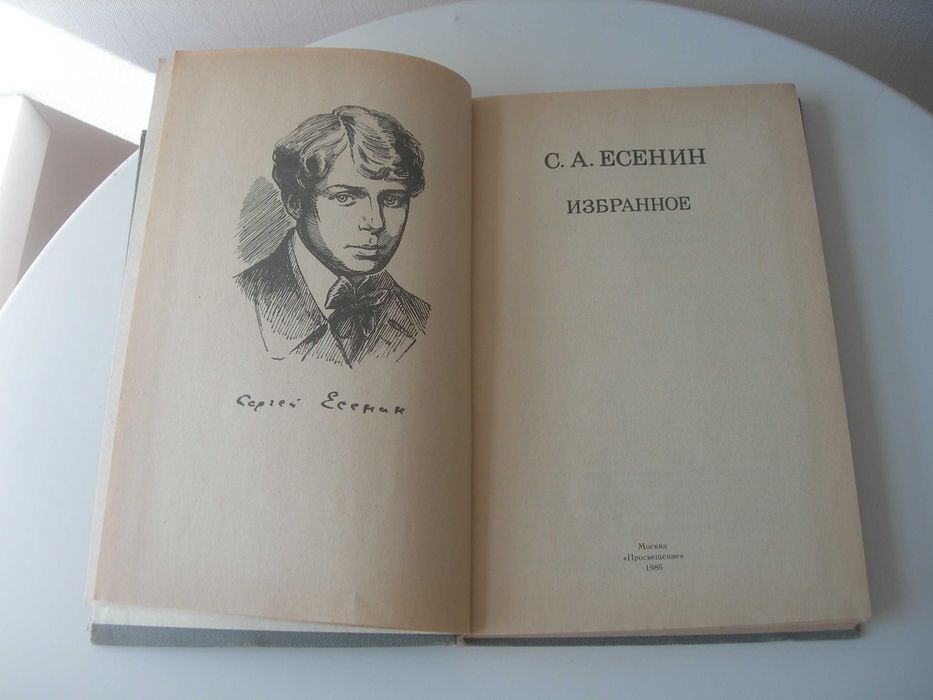 Сергей Есенин
С. А. ЕСЕНИН
ИЗБРАННОЕ
Москва
«Просвещение»
1986